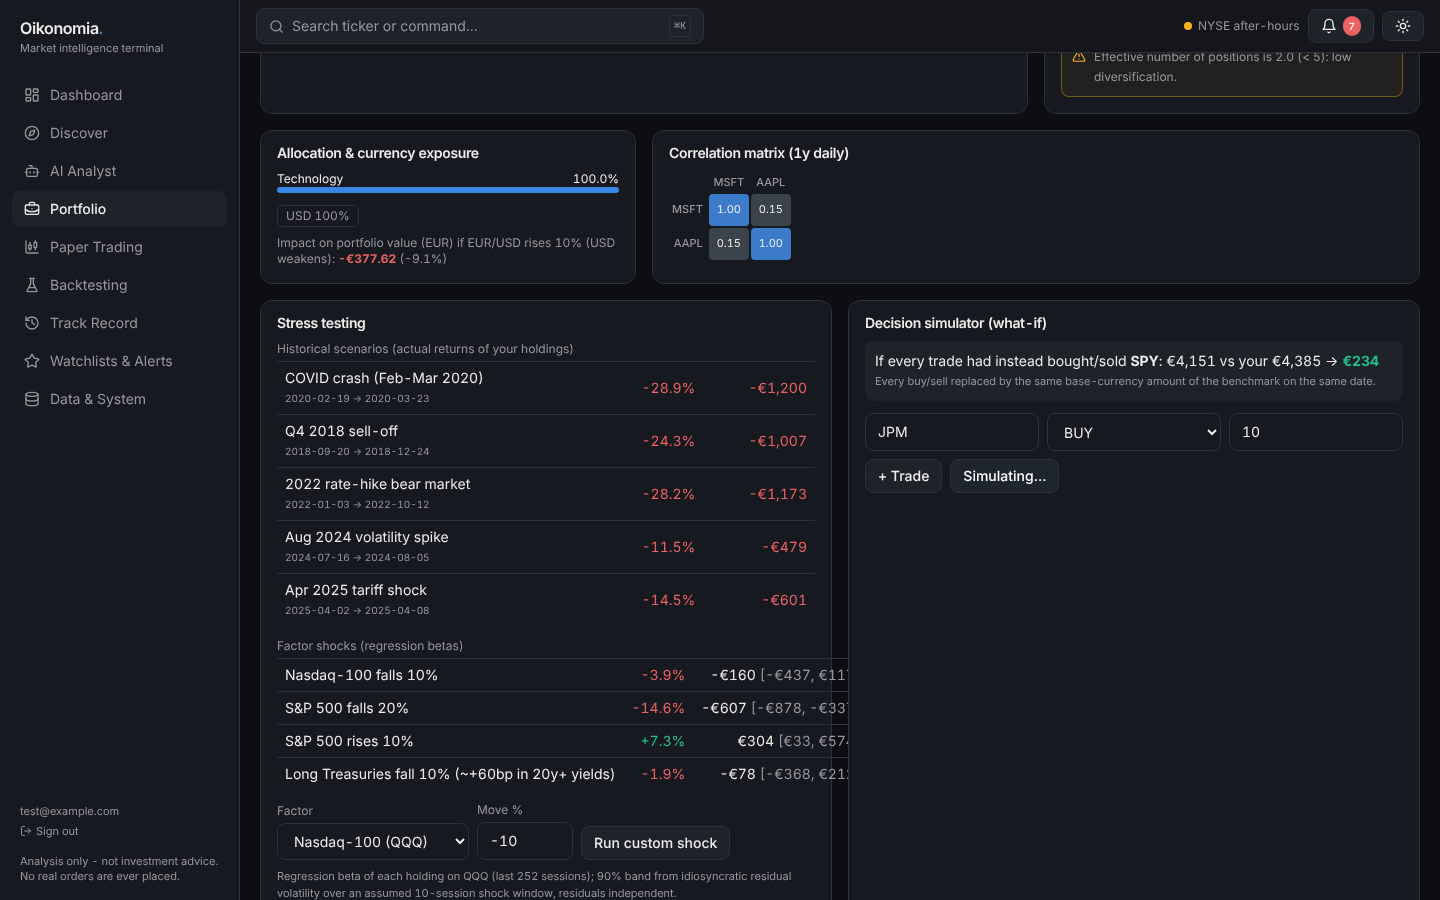 Oikonomia.
Market intelligence terminal
Dashboard
Discover
AI Analyst
Portfolio
Paper Trading
Backtesting
Track Record
Watchlists & Alerts
Data & System
test@example.com
Sign out
Analysis only - not investment advice.
No real orders are ever placed.
Search ticker or command...
⌘K
NYSE after-hours
7
Effective number of positions is 2.0 (< 5): low
diversification.
Allocation & currency exposure
Technology 100.0%
USD 100%
Impact on portfolio value (EUR) if EUR/USD rises 10% (USD
weakens): -€377.62 (-9.1%)
Correlation matrix (1y daily)
MSFT AAPL
MSFT 1.00 0.15
AAPL 0.15 1.00
Stress testing
Historical scenarios (actual returns of your holdings)
COVID crash (Feb-Mar 2020) -28.9% -€1,200
2020-02-19 → 2020-03-23
Q4 2018 sell-off -24.3% -€1,007
2018-09-20 → 2018-12-24
2022 rate-hike bear market -28.2% -€1,173
2022-01-03 → 2022-10-12
Aug 2024 volatility spike -11.5% -€479
2024-07-16 → 2024-08-05
Apr 2025 tariff shock -14.5% -€601
2025-04-02 → 2025-04-08
Factor shocks (regression betas)
Nasdaq-100 falls 10% -3.9% -€160 [-€437, €117
S&P 500 falls 20% -14.6% -€607 [-€878, -€337
S&P 500 rises 10% +7.3% €304 [€33, €574
Long Treasuries fall 10% (~+60bp in 20y+ yields) -1.9% -€78 [-€368, €212
Factor Move %
Nasdaq-100 (QQQ) -10 Run custom shock
Regression beta of each holding on QQQ (last 252 sessions); 90% band from idiosyncratic residual
volatility over an assumed 10-session shock window, residuals independent.
Decision simulator (what-if)
If every trade had instead bought/sold SPY: €4,151 vs your €4,385 → €234
Every buy/sell replaced by the same base-currency amount of the benchmark on the same date.
JPM BUY 10
+ Trade Simulating...